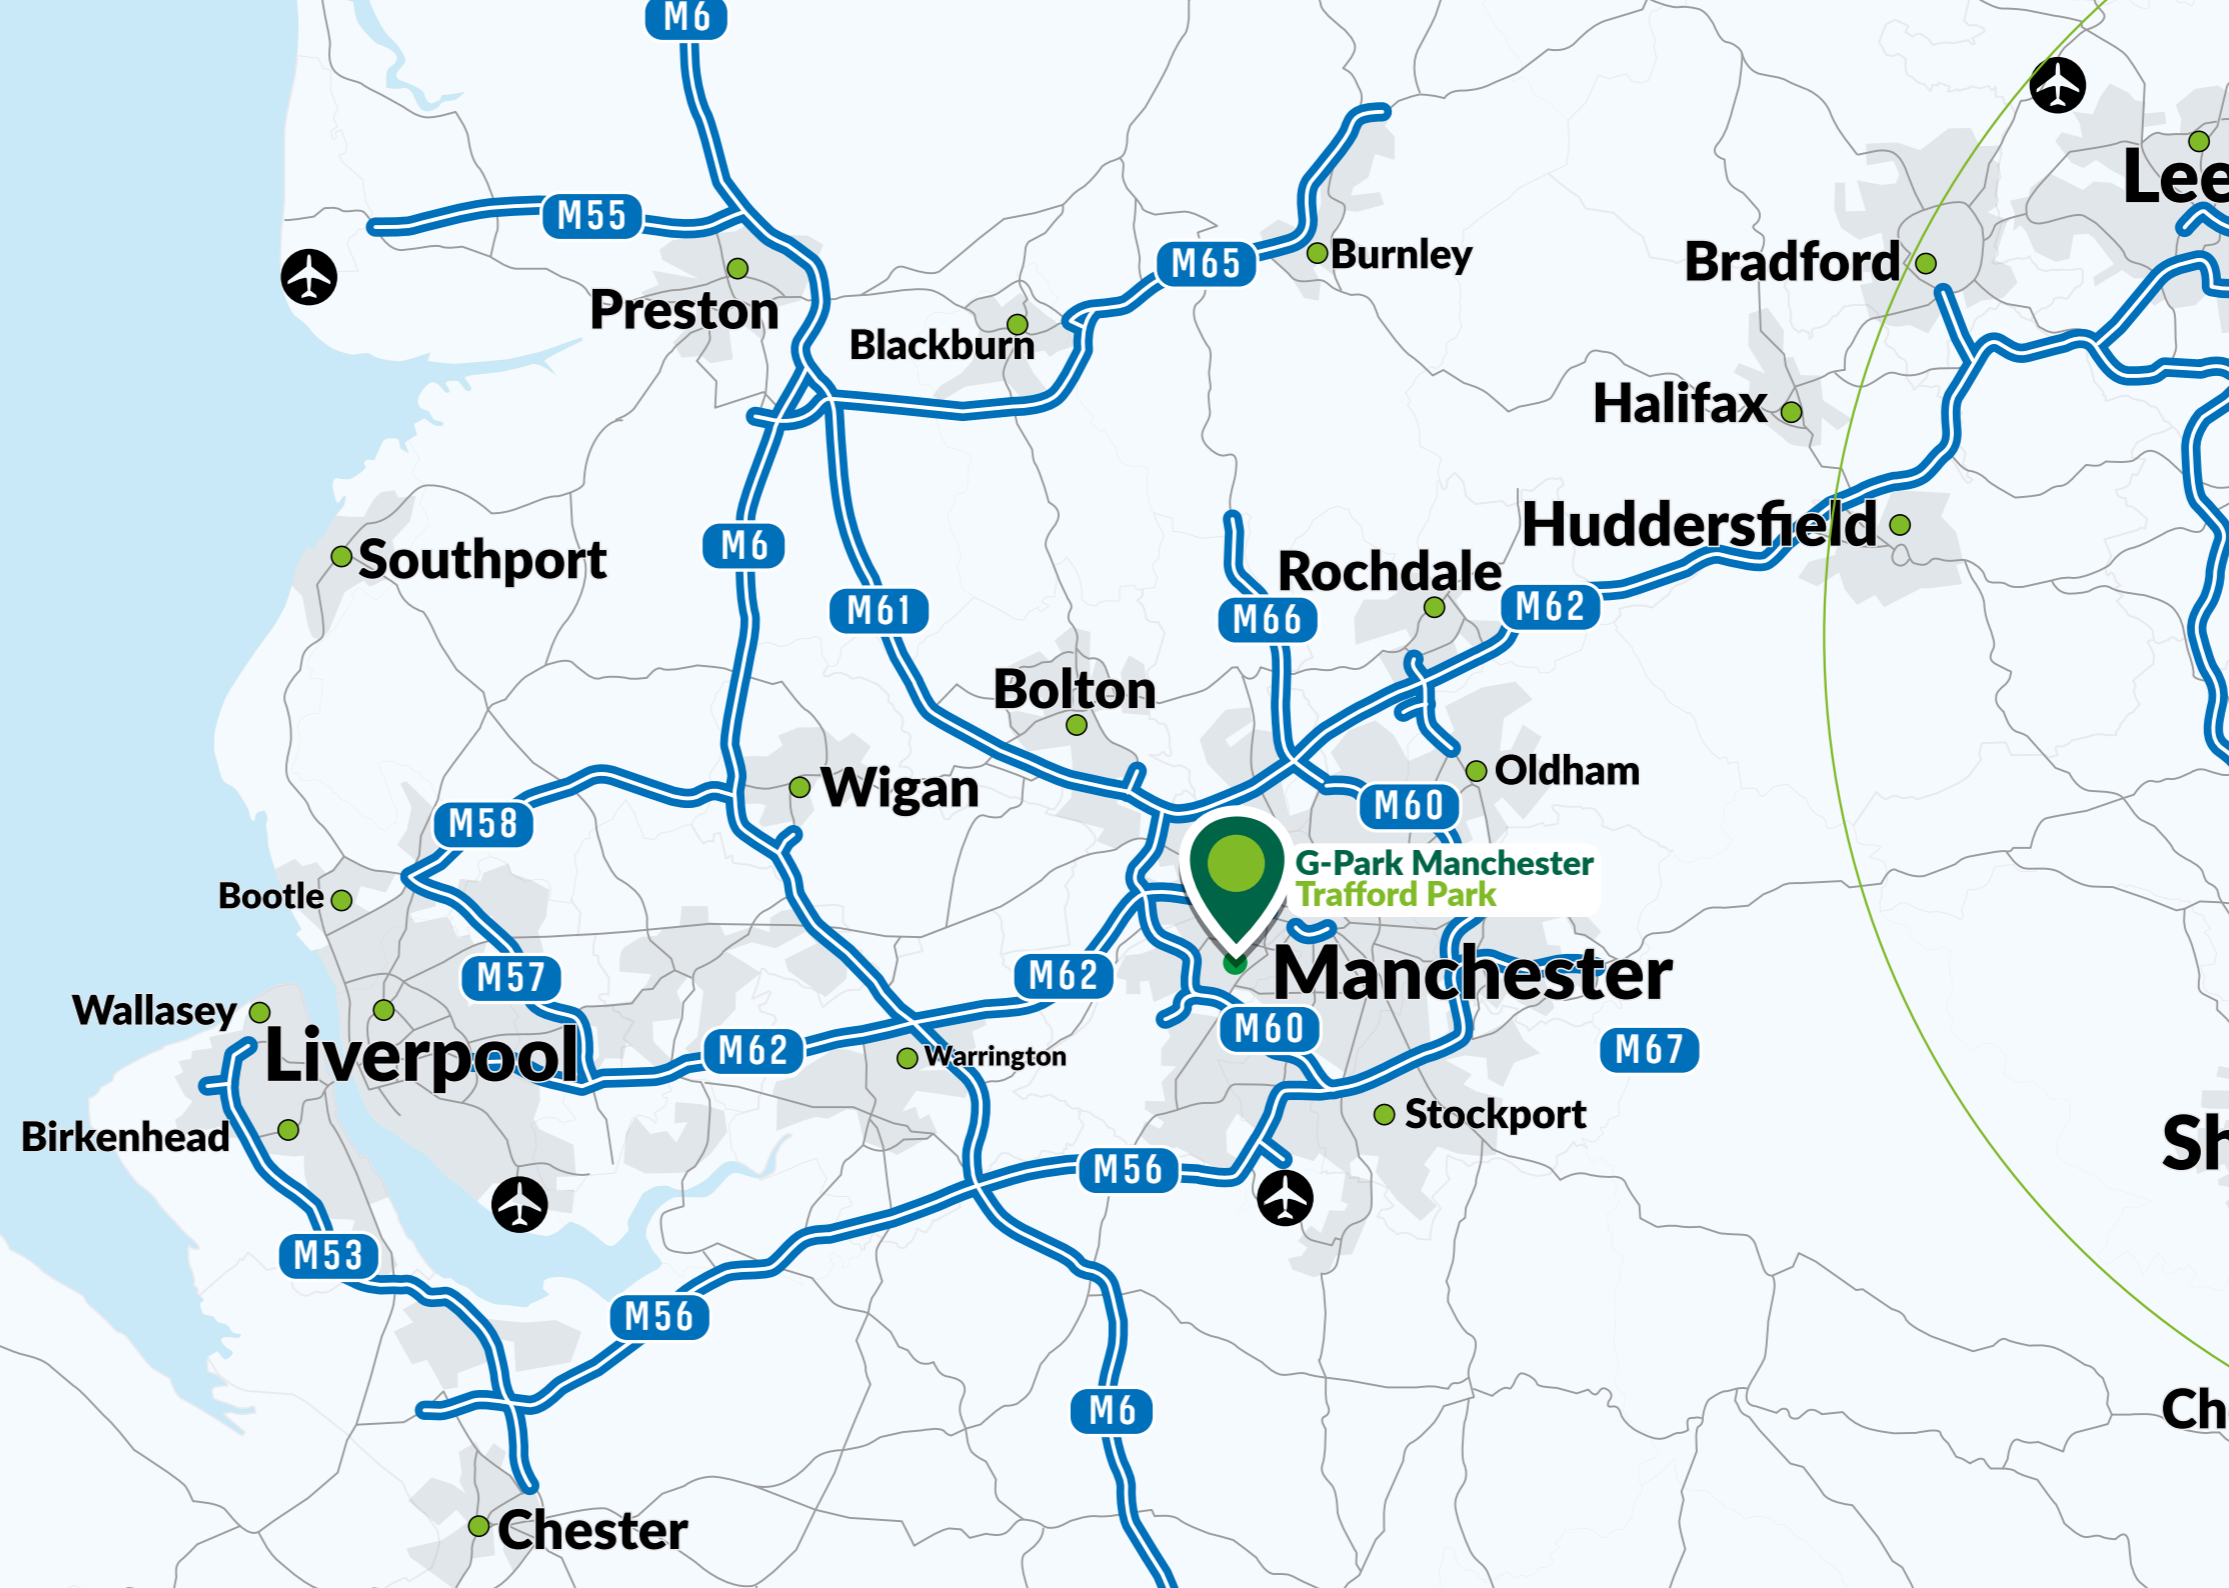 M6
M55
Preston
Blackburn
M65
Burnley
Bradford
Lee
Halifax
Huddersfield
Southport
M6
M61
Rochdale
M66
M62
Bolton
Wigan
Oldham
M58
M60
G-Park Manchester
Trafford Park
Bootle
M57
M62
Manchester
Wallasey
Liverpool
M62
Warrington
M60
M67
Birkenhead
Stockport
Sh
M56
M53
M56
M6
Ch
Chester